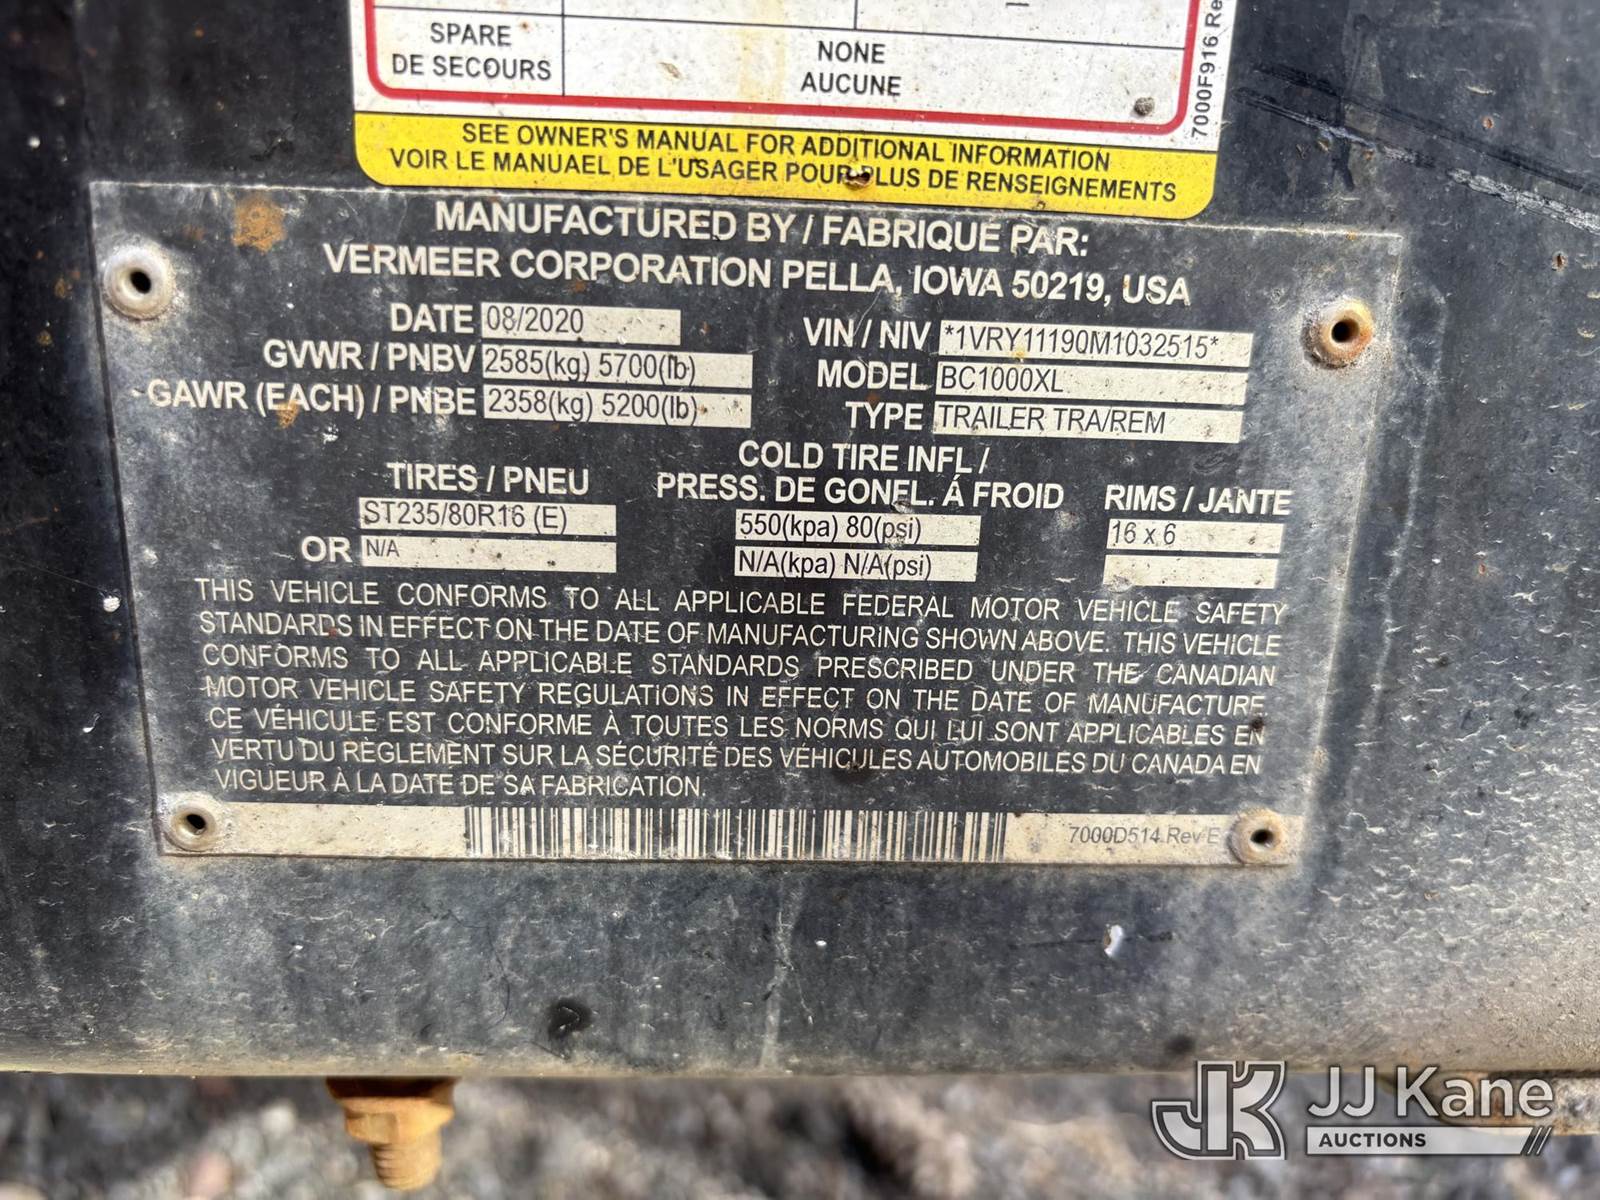 SPARE
DE SECOURS
NONE
AUCUNE
7000F916 Re
SEE OWNER'S MANUAL FOR ADDITIONAL INFORMATION
VOIR LE MANUAEL DE L'USAGER POUR PLUS DE RENSEIGNEMENTS
MANUFACTURED BY / FABRIQUÉ PAR:
VERMEER CORPORATION PELLA, IOWA 50219, USA
DATE 08/2020
GVWR / PNBV 2585(kg) 5700(lb)
GAWR (EACH) / PNBE 2358(kg) 5200(lb)
VIN / NIV *1VRY11190M1032515*
MODEL BC1000XL
TYPE TRAILER TRA/REM
TIRES / PNEU
ST235/80R16 (E)
OR N/A
COLD TIRE INFL /
PRESS. DE GONFL. Á FROID
550(kpa) 80(psi)
N/A(kpa) N/A(psi)
RIMS / JANTE
16 x 6
THIS VEHICLE CONFORMS TO ALL APPLICABLE FEDERAL MOTOR VEHICLE SAFETY
STANDARDS IN EFFECT ON THE DATE OF MANUFACTURING SHOWN ABOVE. THIS VEHICLE
CONFORMS TO ALL APPLICABLE STANDARDS PRESCRIBED UNDER THE CANADIAN
MOTOR VEHICLE SAFETY REGULATIONS IN EFFECT ON THE DATE OF MANUFACTURE
CE VÉHICULE EST CONFORME À TOUTES LES NORMS QUI LUI SONT APPLICABLES EN
VERTU DU RÈGLEMENT SUR LA SÉCURITÉ DES VÉHICULES AUTOMOBILES DU CANADA EN
VIGUEUR À LA DATE DE SA FABRICATION.
7000D514 Rev E
JK JJ Kane
AUCTIONS